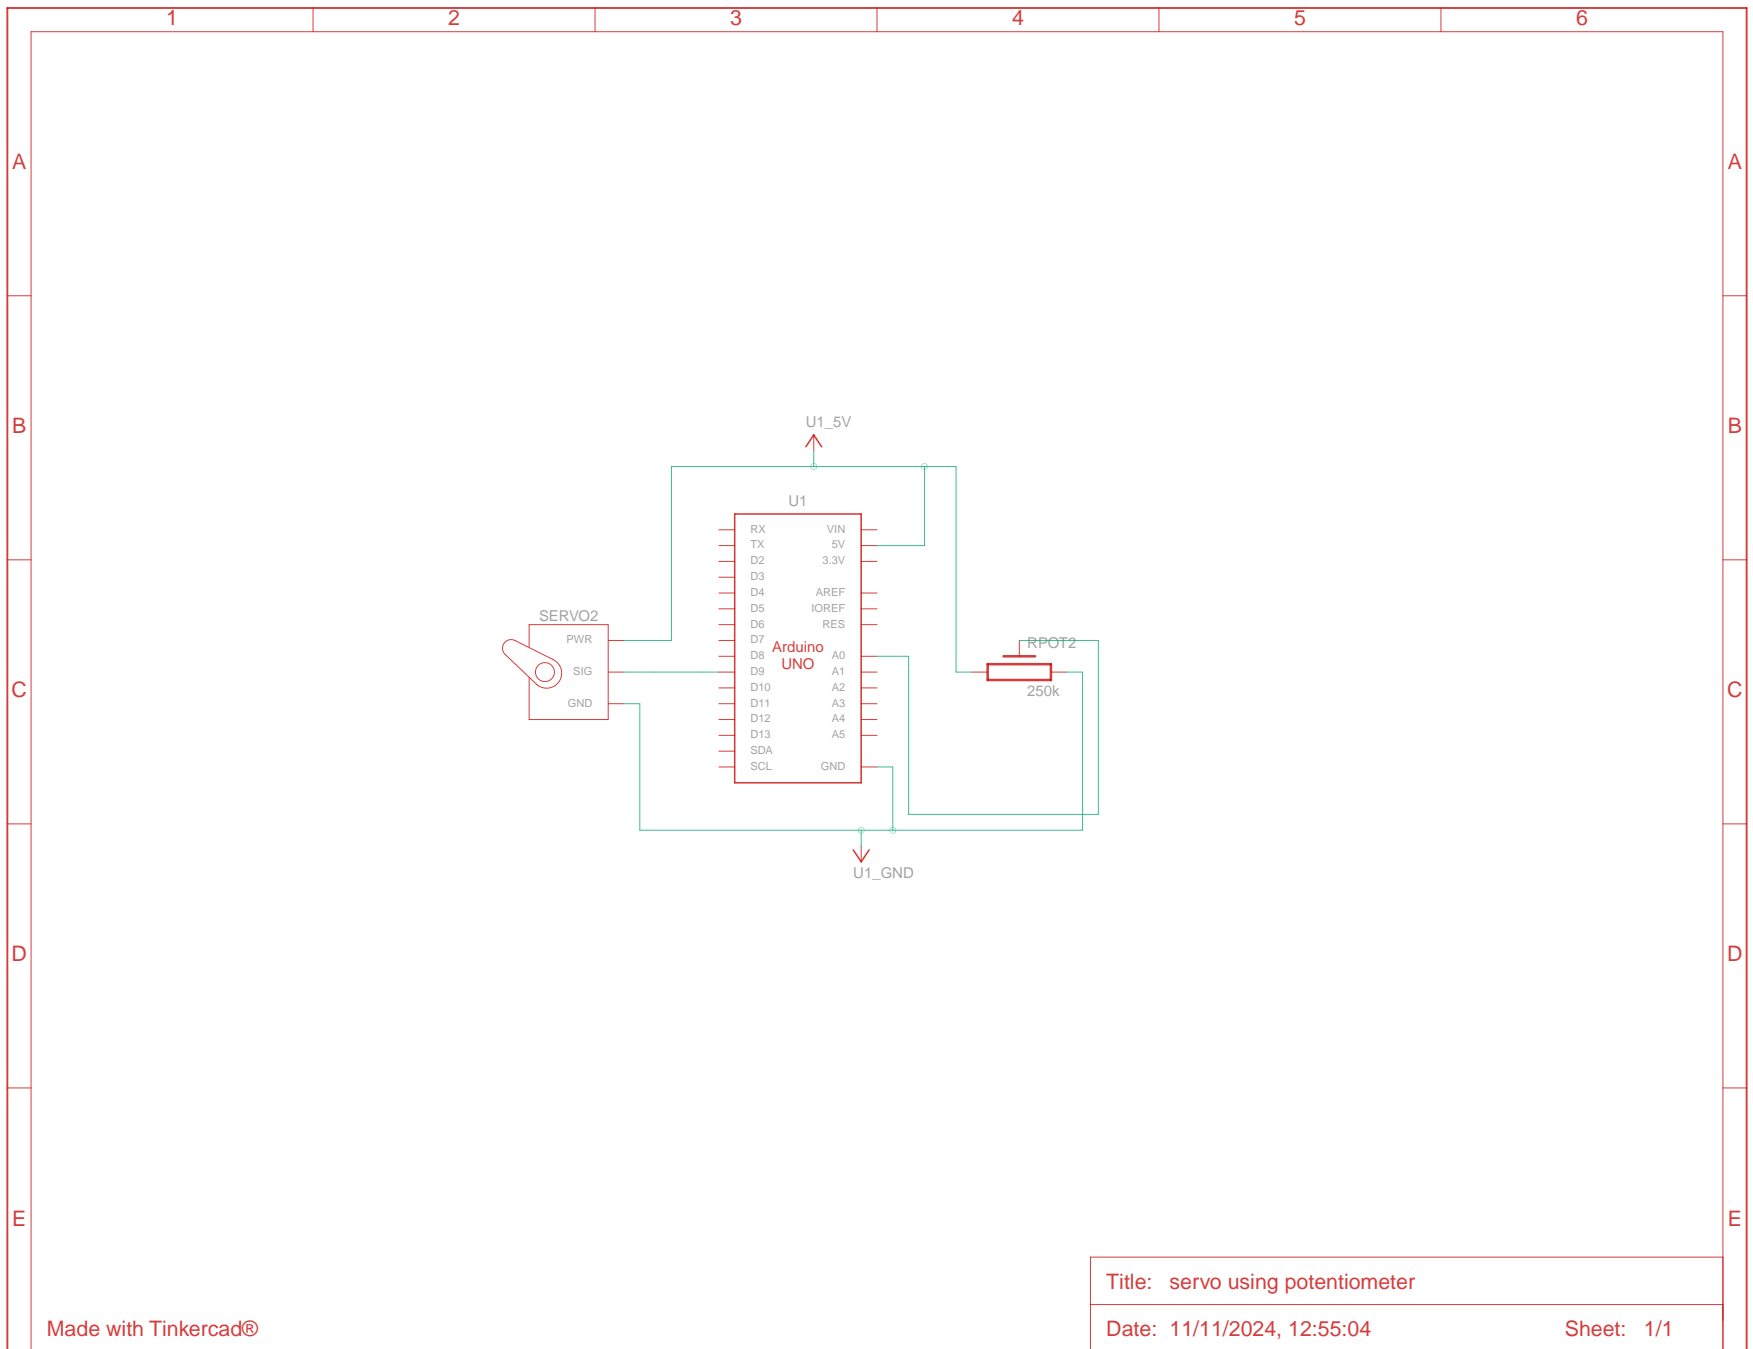 1 2 3 4 5 6
A A
B B
U1_5V
U1
RX VIN
TX 5V
D2 3.3V
D3
D4 AREF
D5 IOREF
D6 RES
D7
D8 A0
D9 A1
D10 A2
D11 A3
D12 A4
D13 A5
SDA
SCL GND
Arduino
UNO
SERVO2
PWR
SIG
GND
RPOT2
250k
C C
U1_GND
D D
E E
Title: servo using potentiometer
Made with Tinkercad®
Date: 11/11/2024, 12:55:04 Sheet: 1/1